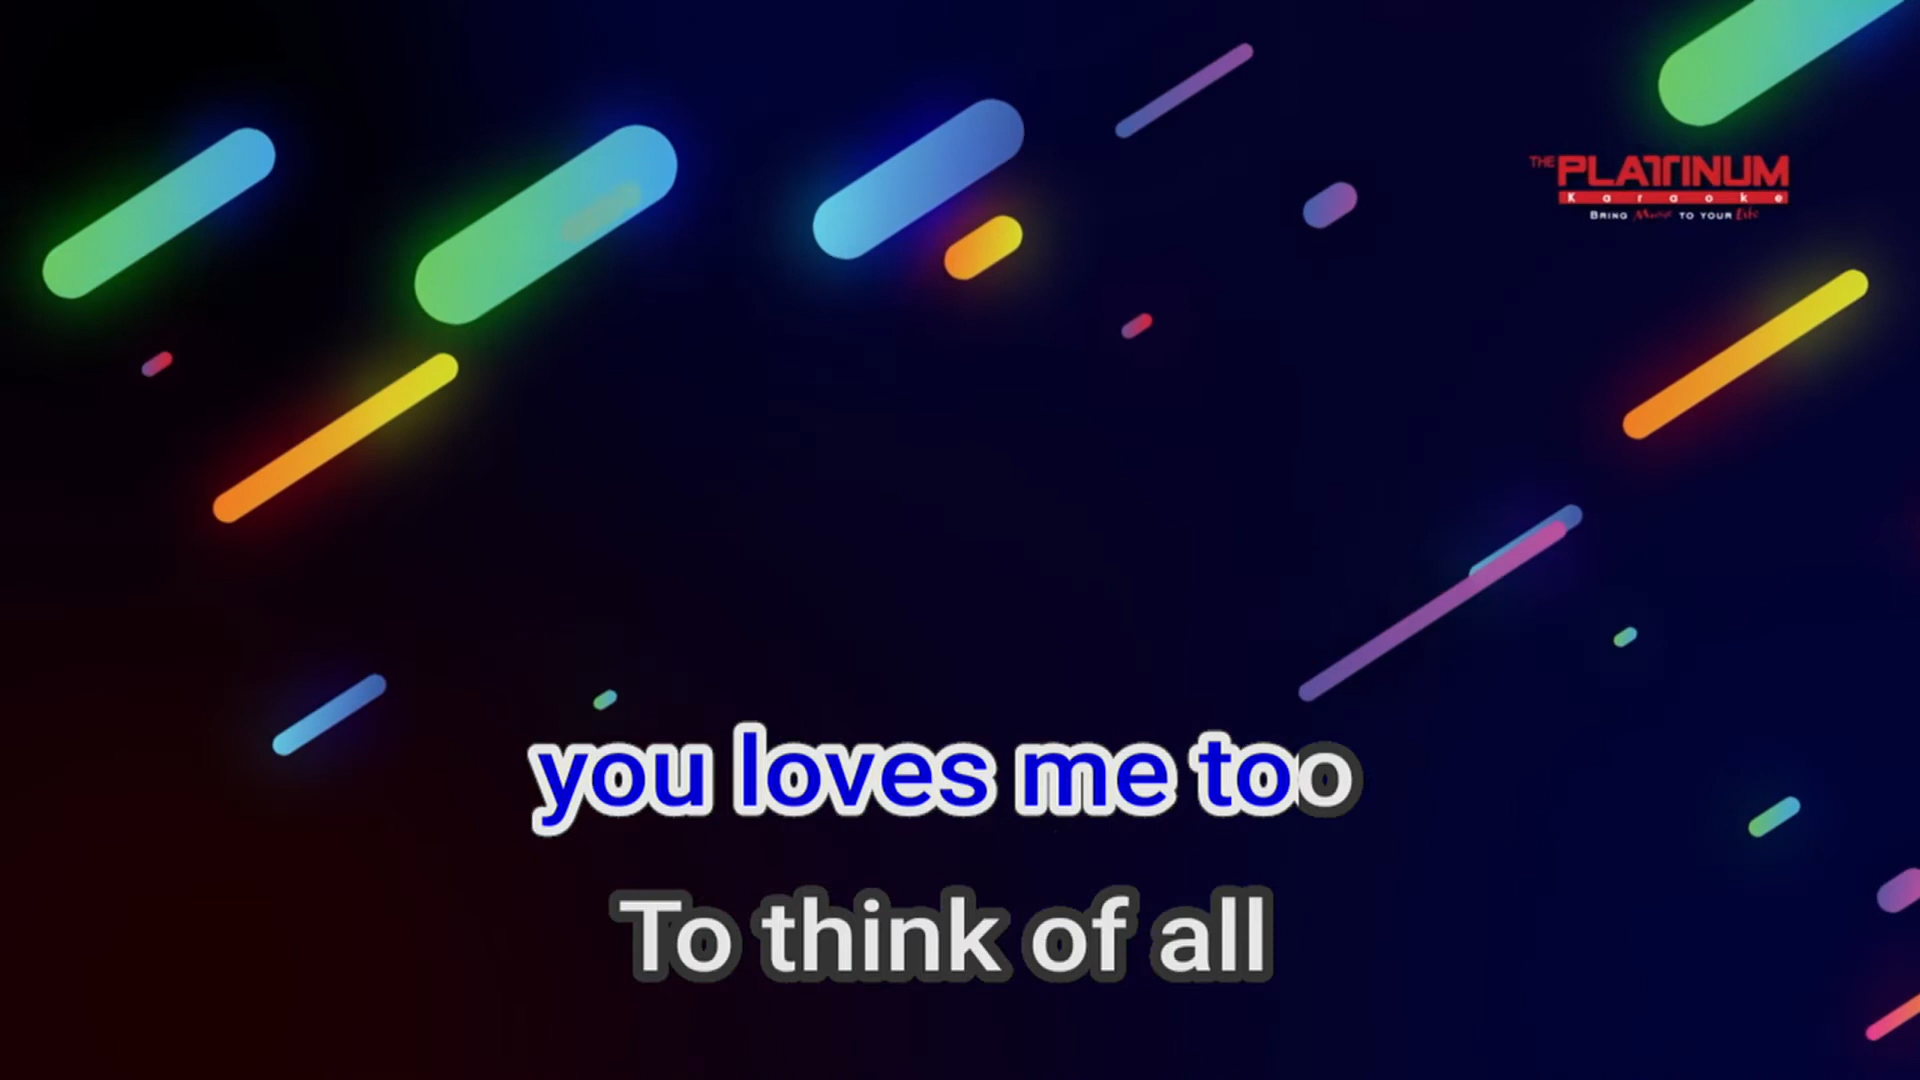 THE PLATINUM
Karaoke
BRING Music TO YOUR Life
you loves me too
To think of all